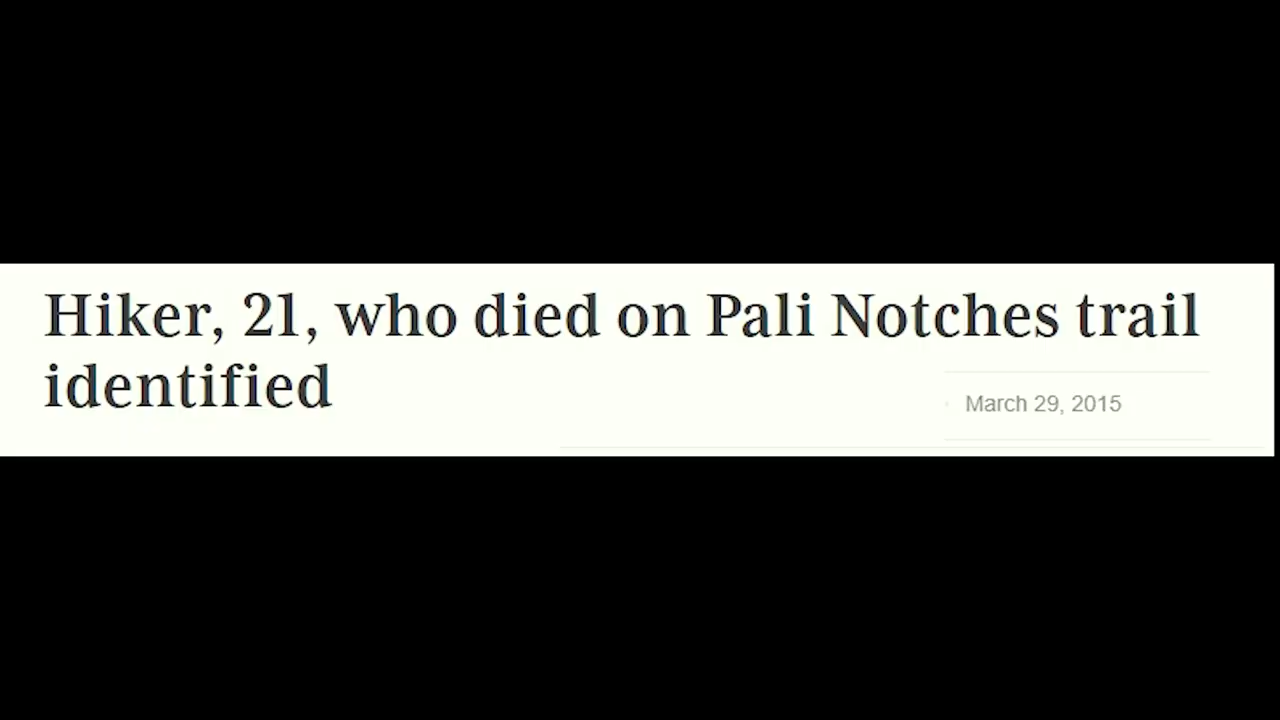 Hiker, 21, who died on Pali Notches trail
identified
March 29, 2015